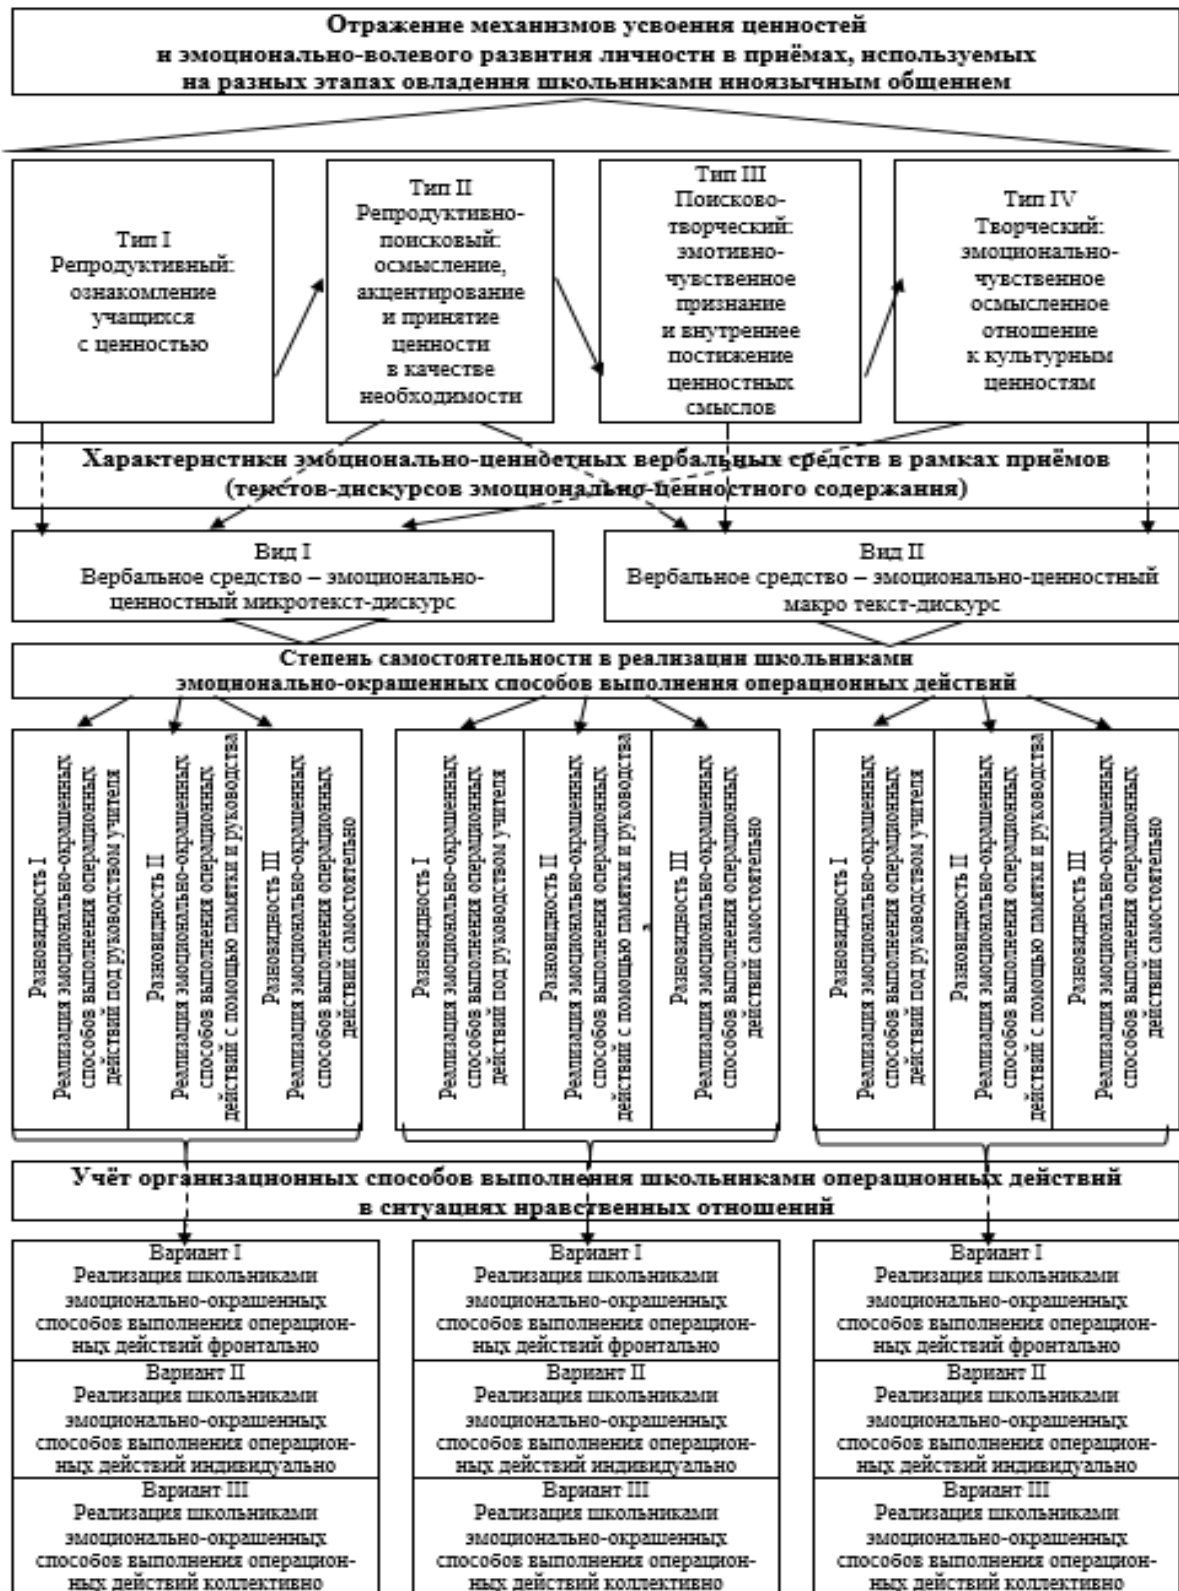 Отражение механизмов усвоения ценностей
и эмоционально-волевого развития личности в приёмах, используемых
на разных этапах овладения школьниками иноязычным общением
Тип I
Репродуктивный:
ознакомление
учащихся
с ценностью
Тип II
Репродуктивно-
поисковый:
осмысление,
акцентирование
и принятие
ценности
в качестве
необходимости
Тип III
Поисково-
творческий:
эмотивно-
чувственное
признание
и внутреннее
постижение
ценностных
смыслов
Тип IV
Творческий:
эмоционально-
чувственное
осмысленное
отношение
к культурным
ценностям
Характеристики эмоционально-ценностных вербальных средств в рамках приёмов
(текстов-дискурсов эмоционально-ценностного содержания)
Вид I
Вербальное средство – эмоционально-
ценностный микротекст-дискурс
Вид II
Вербальное средство – эмоционально-ценностный
макро текст-дискурс
Степень самостоятельности в реализации школьниками
эмоционально-окрашенных способов выполнения операционных действий
Разновидность I
Реализация эмоционально-окрашенных
способов выполнения операционных
действий под руководством учителя
Разновидность II
Реализация эмоционально-окрашенных
способов выполнения операционных
действий с помощью памятки и руководства
Разновидность III
Реализация эмоционально-окрашенных
способов выполнения операционных
действий самостоятельно
Разновидность I
Реализация эмоционально-окрашенных
способов выполнения операционных
действий под руководством учителя
Разновидность II
Реализация эмоционально-окрашенных
способов выполнения операционных
действий с помощью памятки и руководства
Разновидность III
Реализация эмоционально-окрашенных
способов выполнения операционных
действий самостоятельно
Разновидность I
Реализация эмоционально-окрашенных
способов выполнения операционных
действий под руководством учителя
Разновидность II
Реализация эмоционально-окрашенных
способов выполнения операционных
действий с помощью памятки и руководства
Разновидность III
Реализация эмоционально-окрашенных
способов выполнения операционных
действий самостоятельно
Учёт организационных способов выполнения школьниками операционных действий
в ситуациях нравственных отношений
Вариант I
Реализация школьниками
эмоционально-окрашенных
способов выполнения операцион-
ных действий фронтально
Вариант II
Реализация школьниками
эмоционально-окрашенных
способов выполнения операцион-
ных действий индивидуально
Вариант III
Реализация школьниками
эмоционально-окрашенных
способов выполнения операцион-
ных действий коллективно
Вариант I
Реализация школьниками
эмоционально-окрашенных
способов выполнения операцион-
ных действий фронтально
Вариант II
Реализация школьниками
эмоционально-окрашенных
способов выполнения операцион-
ных действий индивидуально
Вариант III
Реализация школьниками
эмоционально-окрашенных
способов выполнения операцион-
ных действий коллективно
Вариант I
Реализация школьниками
эмоционально-окрашенных
способов выполнения операцион-
ных действий фронтально
Вариант II
Реализация школьниками
эмоционально-окрашенных
способов выполнения операцион-
ных действий индивидуально
Вариант III
Реализация школьниками
эмоционально-окрашенных
способов выполнения операцион-
ных действий коллективно